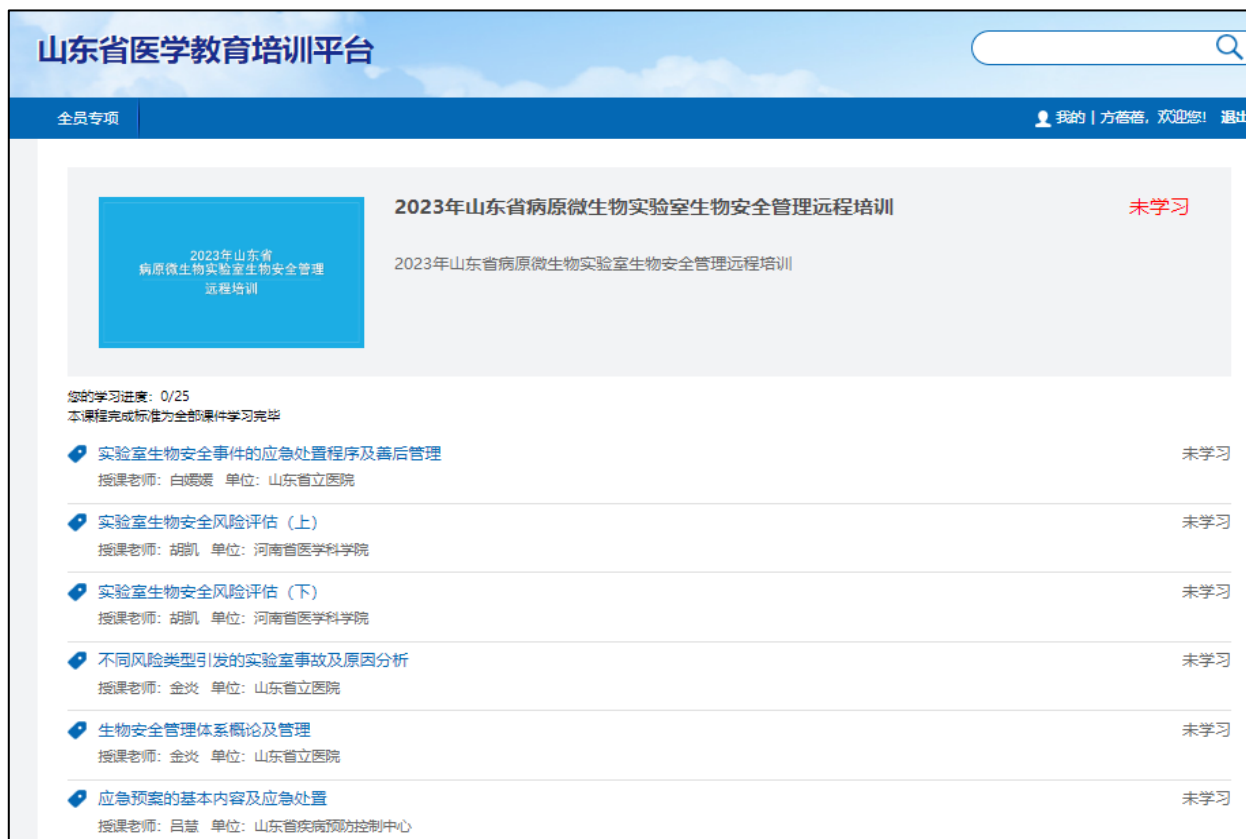 山东省医学教育培训平台
全员专项
我的 | 方蓓蓓，欢迎您! 退出
2023年山东省病原微生物实验室生物安全管理远程培训
未学习
2023年山东省
病原微生物实验室生物安全管理
远程培训
2023年山东省病原微生物实验室生物安全管理远程培训
您的学习进度：0/25
本课程完成标准为全部课件学习完毕
实验室生物安全事件的应急处置程序及善后管理
未学习
授课老师：白媛媛 单位：山东省立医院
实验室生物安全风险评估（上）
未学习
授课老师：胡凯 单位：河南省医学科学院
实验室生物安全风险评估（下）
未学习
授课老师：胡凯 单位：河南省医学科学院
不同风险类型引发的实验室事故及原因分析
未学习
授课老师：金炎 单位：山东省立医院
生物安全管理体系概论及管理
未学习
授课老师：金炎 单位：山东省立医院
应急预案的基本内容及应急处置
未学习
授课老师：吕慧 单位：山东省疾病预防控制中心